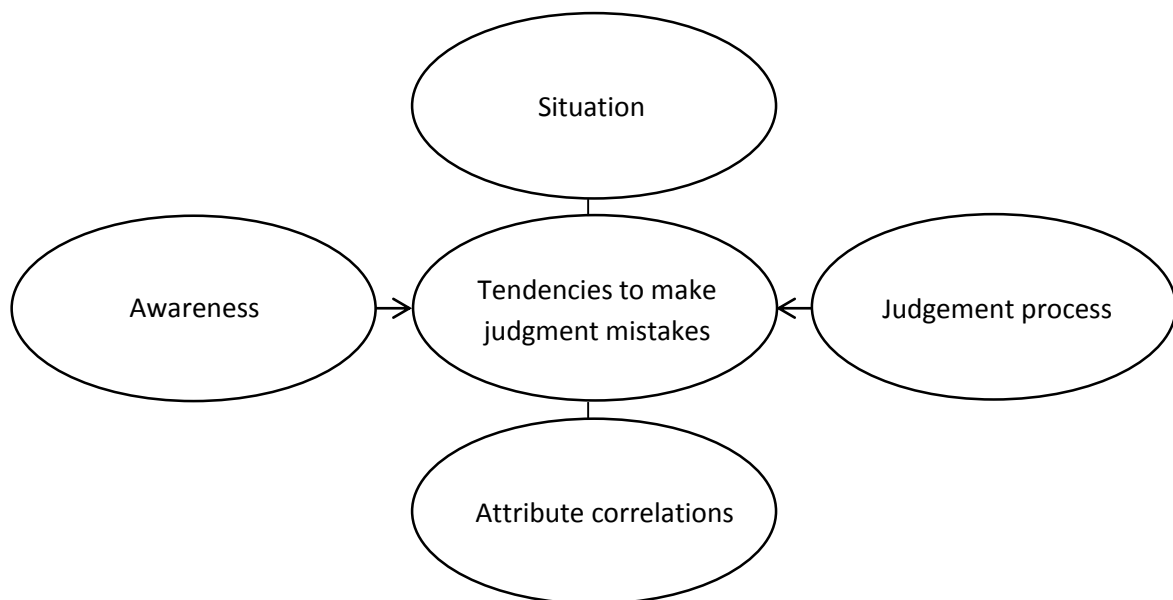 Situation
Awareness
Tendencies to make
judgment mistakes
Judgement process
Attribute correlations